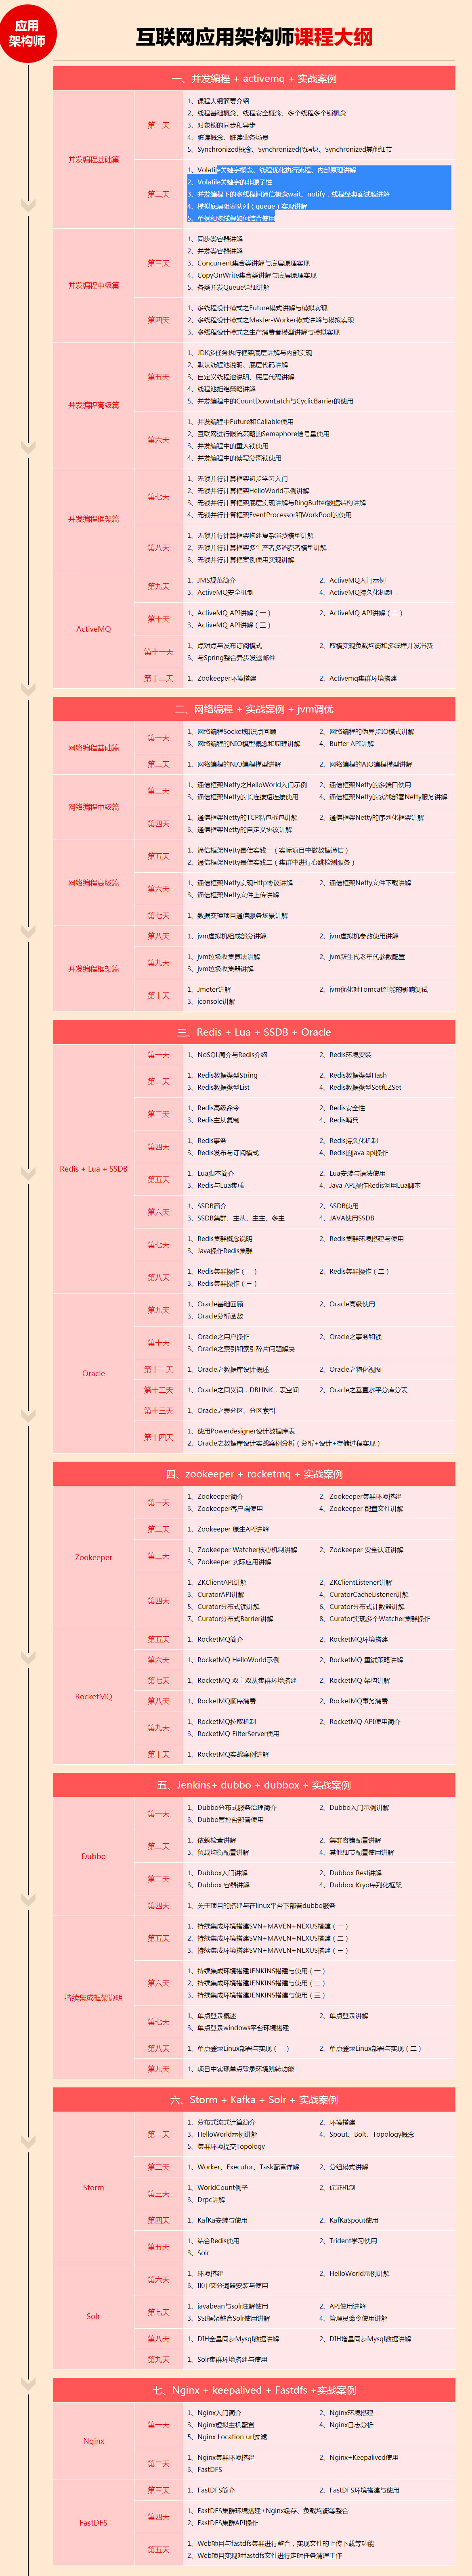 应用
架构师
互联网应用架构师课程大纲
一、并发编程 + activemq + 实战案例
并发编程基础篇
第一天
1、课程大纲简要介绍
2、线程基础概念、线程安全概念、多个线程多个锁概念
3、对象锁的同步和异步
4、脏读概念、脏读业务场景
5、Synchronized概念、Synchronized代码块、Synchronized其他细节
第二天
1、Volatile关键字概念、线程优化执行流程、内部原理讲解
2、Volatile关键字的非原子性
3、并发编程下的多线程间通信概念wait、notify，线程经典面试题讲解
4、模拟底层阻塞队列（queue）实现讲解
5、单例和多线程如何结合使用
并发编程中级篇
第三天
1、同步类容器讲解
2、并发类容器讲解
3、Concurrent集合类讲解与底层原理实现
4、CopyOnWrite集合类讲解与底层原理实现
5、各类并发Queue详细讲解
第四天
1、多线程设计模式之Future模式讲解与模拟实现
2、多线程设计模式之Master-Worker模式讲解与模拟实现
3、多线程设计模式之生产消费者模型讲解与模拟实现
并发编程高级篇
第五天
1、JDK多任务执行框架底层讲解与内部实现
2、默认线程池说明、底层代码讲解
3、自定义线程池说明、底层代码讲解
4、线程池拒绝策略讲解
5、并发编程中的CountDownLatch与CyclicBarrier的使用
第六天
1、并发编程中Future和Callable使用
2、互联网进行限流策略的Semaphore信号量使用
3、并发编程中的重入锁使用
4、并发编程中的读写分离锁使用
并发编程框架篇
第七天
1、无锁并行计算框架初步学习入门
2、无锁并行计算框架HelloWorld示例讲解
3、无锁并行计算框架底层实现讲解与RingBuffer数据结构讲解
4、无锁并行计算框架EventProcessor和WorkPool的使用
第八天
1、无锁并行计算框架构建复杂消费模型讲解
2、无锁并行计算框架多生产者多消费者模型讲解
3、无锁并行计算框案例使用实现讲解
ActiveMQ
第九天
1、JMS规范简介
2、ActiveMQ入门示例
3、ActiveMQ安全机制
4、ActiveMQ持久化机制
第十天
1、ActiveMQ API讲解（一）
2、ActiveMQ API讲解（二）
3、ActiveMQ API讲解（三）
第十一天
1、点对点与发布订阅模式
2、取模实现负载均衡和多线程并发消费
3、与Spring整合异步发送邮件
第十二天
1、Zookeeper环境搭建
2、Activemq集群环境搭建
二、网络编程 + 实战案例 + jvm调优
网络编程基础篇
第一天
1、网络编程Socket知识点回顾
2、网络编程的伪异步IO模式讲解
3、网络编程的NIO模型概念和原理讲解
4、Buffer API讲解
第二天
1、网络编程的NIO编程模型讲解
2、网络编程的AIO编程模型讲解
网络编程中级篇
第三天
1、通信框架Netty之HelloWorld入门示例
2、通信框架Netty的多端口使用
3、通信框架Netty的长连接短连接使用
4、通信框架Netty的实战部署Netty服务讲解
第四天
1、通信框架Netty的TCP粘包拆包讲解
2、通信框架Netty的序列化框架讲解
3、通信框架Netty的自定义协议讲解
网络编程高级篇
第五天
1、通信框架Netty最佳实践一（实际项目中做数据通信）
2、通信框架Netty最佳实践二（集群中进行心跳检测服务）
第六天
1、通信框架Netty实现Http协议讲解
2、通信框架Netty文件下载讲解
3、通信框架Netty文件上传讲解
第七天
1、数据交换项目通信服务场景讲解
并发编程框架篇
第八天
1、jvm虚拟机组成部分讲解
2、jvm虚拟机参数使用讲解
第九天
1、jvm垃圾收集算法讲解
2、jvm新生代老年代参数配置
3、jvm垃圾收集器讲解
第十天
1、Jmeter讲解
2、jvm优化对Tomcat性能的影响测试
3、jconsole讲解
三、Redis + Lua + SSDB + Oracle
Redis + Lua + SSDB
第一天
1、NoSQL简介与Redis介绍
2、Redis环境安装
第二天
1、Redis数据类型String
2、Redis数据类型Hash
3、Redis数据类型List
4、Redis数据类型Set和ZSet
第三天
1、Redis高级命令
2、Redis安全性
3、Redis主从复制
4、Redis哨兵
第四天
1、Redis事务
2、Redis持久化机制
3、Redis发布与订阅模式
4、Redis的java api操作
第五天
1、Lua脚本简介
2、Lua安装与语法使用
3、Redis与Lua集成
4、Java API操作Redis调用Lua脚本
第六天
1、SSDB简介
2、SSDB使用
3、SSDB集群、主从、主主、多主
4、JAVA使用SSDB
第七天
1、Redis集群概念说明
2、Redis集群环境搭建与使用
3、Java操作Redis集群
第八天
1、Redis集群操作（一）
2、Redis集群操作（二）
3、Redis集群操作（三）
Oracle
第九天
1、Oracle基础回顾
2、Oracle高级使用
3、Oracle分析函数
第十天
1、Oracle之用户操作
2、Oracle之事务和锁
3、Oracle之索引和索引碎片问题解决
第十一天
1、Oracle之数据库设计概述
2、Oracle之物化视图
第十二天
1、Oracle之同义词，DBLINK，表空间
2、Oracle之垂直水平分库分表
第十三天
1、Oracle之表分区、分区索引
第十四天
1、使用Powerdesigner设计数据库表
2、Oracle之数据库设计实战案例分析（分析+设计+存储过程实现）
四、zookeeper + rocketmq + 实战案例
Zookeeper
第一天
1、Zookeeper简介
2、Zookeeper集群环境搭建
3、Zookeeper客户端使用
4、Zookeeper 配置文件讲解
第二天
1、Zookeeper 原生API讲解
第三天
1、Zookeeper Watcher核心机制讲解
2、Zookeeper 安全认证讲解
3、Zookeeper 实际应用讲解
第四天
1、ZKClientAPI讲解
2、ZKClientListener讲解
3、CuratorAPI讲解
4、CuratorCacheListener讲解
5、Curator分布式锁讲解
6、Curator分布式计数器讲解
7、Curator分布式Barrier讲解
8、Curator实现多个Watcher集群操作
RocketMQ
第五天
1、RocketMQ简介
2、RocketMQ环境搭建
第六天
1、RocketMQ HelloWorld示例
2、RocketMQ 重试策略讲解
第七天
1、RocketMQ 双主双从集群环境搭建
2、RocketMQ 架构讲解
第八天
1、RocketMQ顺序消费
2、RocketMQ事务消费
第九天
1、RocketMQ拉取机制
2、RocketMQ API使用简介
3、RocketMQ FilterServer使用
第十天
1、RocketMQ实战案例讲解
五、Jenkins+ dubbo + dubbox + 实战案例
Dubbo
第一天
1、Dubbo分布式服务治理简介
2、Dubbo入门示例讲解
3、Dubbo管控台部署使用
第二天
1、依赖检查讲解
2、集群容错配置讲解
3、负载均衡配置讲解
4、其他细节配置使用讲解
第三天
1、Dubbox入门讲解
2、Dubbox Rest讲解
3、Dubbox 容器讲解
4、Dubbox Kryo序列化框架
第四天
1、关于项目的搭建与在linux平台下部署dubbo服务
持续集成框架说明
第五天
1、持续集成环境搭建SVN+MAVEN+NEXUS搭建（一）
2、持续集成环境搭建SVN+MAVEN+NEXUS搭建（二）
3、持续集成环境搭建SVN+MAVEN+NEXUS搭建（三）
第六天
1、持续集成环境搭建JENKINS搭建与使用（一）
2、持续集成环境搭建JENKINS搭建与使用（二）
3、持续集成环境搭建JENKINS搭建与使用（三）
第七天
1、单点登录概述
2、单点登录讲解
3、单点登录windows平台环境搭建
第八天
1、单点登录Linux部署与实现（一）
2、单点登录Linux部署与实现（二）
第九天
1、项目中实现单点登录环境跳转功能
六、Storm + Kafka + Solr + 实战案例
Storm
第一天
1、分布式流式计算简介
2、环境搭建
3、HelloWorld示例讲解
4、Spout、Bolt、Topology概念
5、集群环境提交Topology
第二天
1、Worker、Executor、Task配置详解
2、分组模式讲解
第三天
1、WorldCount例子
2、保证机制
3、Drpc讲解
第四天
1、KafKa安装与使用
2、KafKaSpout使用
第五天
1、结合Redis使用
2、Trident学习使用
3、Solr
Solr
第六天
1、环境搭建
2、HelloWorld示例讲解
3、IK中文分词器安装与使用
第七天
1、javabean与solr注解使用
2、API使用讲解
3、SSI框架整合Solr使用讲解
4、管理员命令使用讲解
第八天
1、DIH全量同步Mysql数据讲解
2、DIH增量同步Mysql数据讲解
第九天
1、Solr集群环境搭建与使用
七、Nginx + keepalived + Fastdfs +实战案例
Nginx
第一天
1、Nginx入门简介
2、Nginx环境搭建
3、Nginx虚拟主机配置
4、Nginx日志分析
5、Nginx Location url过滤
第二天
1、Nginx集群环境搭建
2、Nginx+Keepalived使用
3、FastDFS
FastDFS
第三天
1、FastDFS简介
2、FastDFS环境搭建与使用
第四天
1、FastDFS集群环境搭建+Nginx缓存、负载均衡等整合
2、FastDFS集群API操作
第五天
1、Web项目与fastdfs集群进行整合，实现文件的上传下载等功能
2、Web项目实现对fastdfs文件进行定时任务清理工作